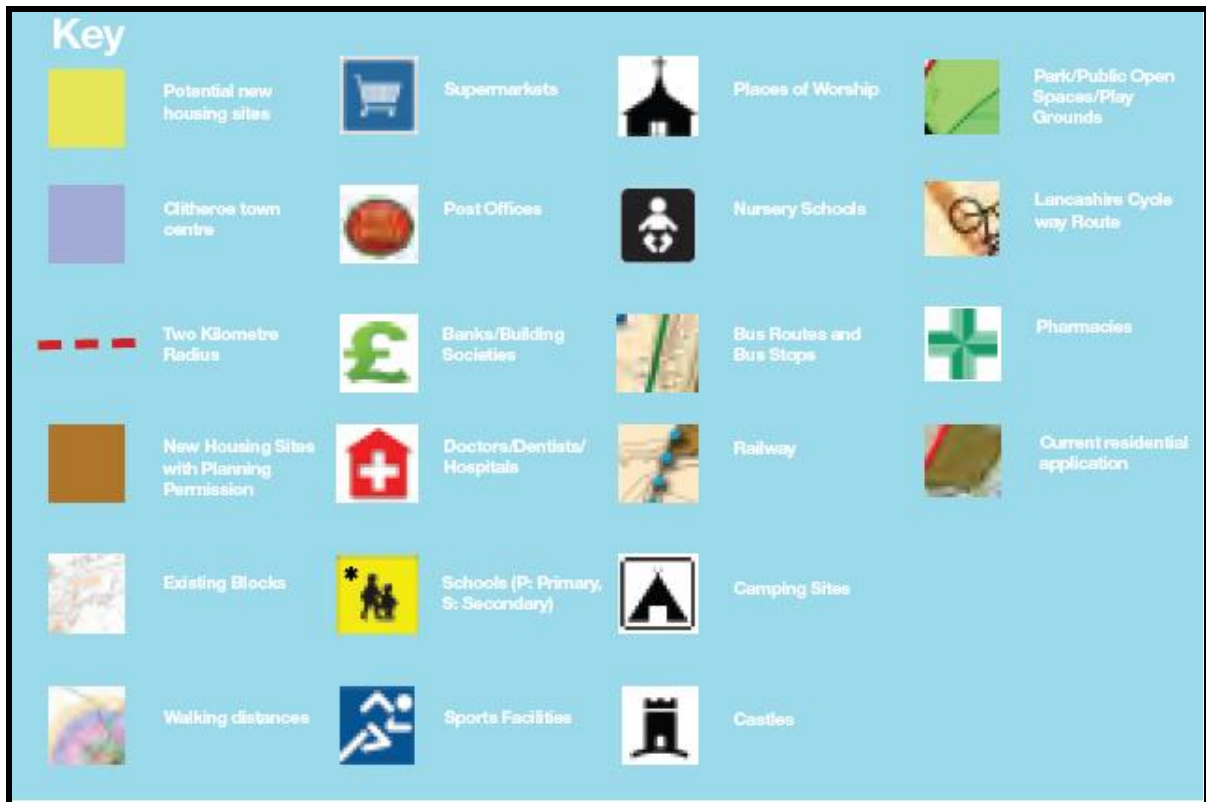 Key
Potential new
housing sites
Clitheroe town
centre
Two Kilometre
Radius
New Housing Sites
with Planning
Permission
Existing Blocks
Walking distances
Supermarkets
Post Offices
Banks/Building
Societies
Doctors/Dentists/
Hospitals
Schools (P: Primary,
S: Secondary)
Sports Facilities
Places of Worship
Nursery Schools
Bus Routes and
Bus Stops
Railway
Camping Sites
Castles
Park/Public Open
Spaces/Play
Grounds
Lancashire Cycle
way Route
Pharmacies
Current residential
application